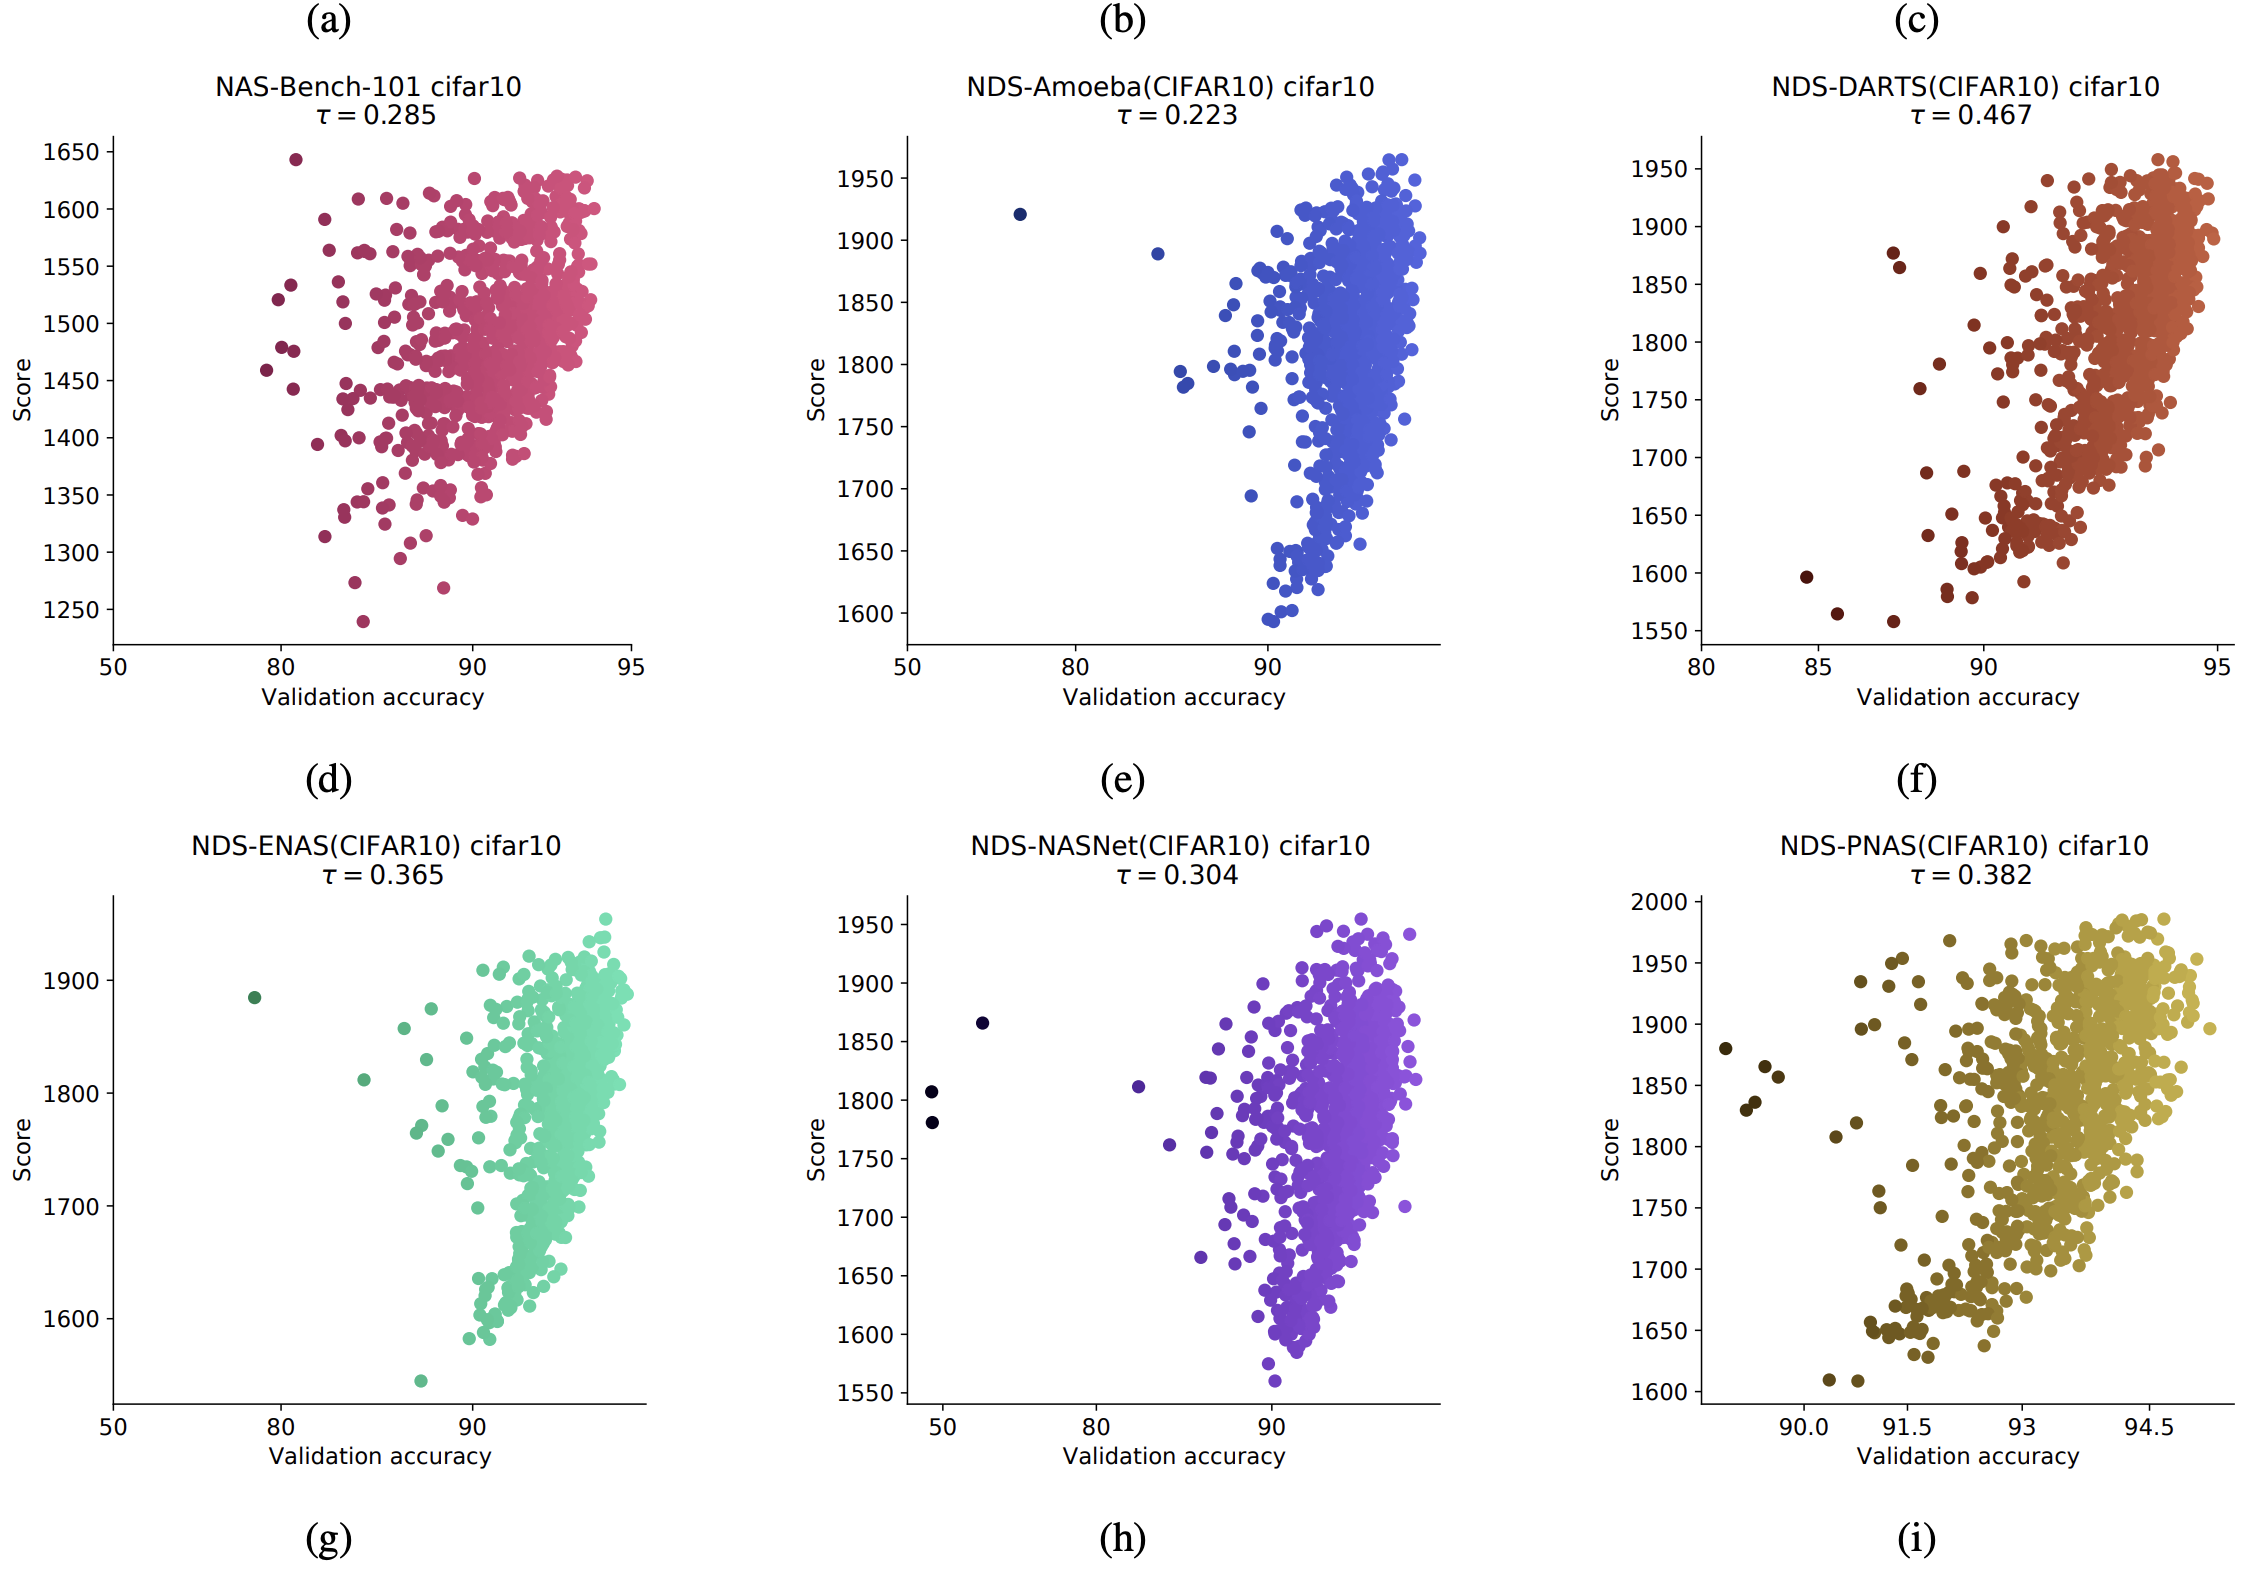 (a)
(b)
(c)
NAS-Bench-101 cifar10
τ = 0.285
1650
1600
1550
1500
1450
1400
1350
1300
1250
Score
50 80 90 95
Validation accuracy
NDS-Amoeba(CIFAR10) cifar10
τ = 0.223
1950
1900
1850
1800
1750
1700
1650
1600
Score
50 80 90
Validation accuracy
NDS-DARTS(CIFAR10) cifar10
τ = 0.467
1950
1900
1850
1800
1750
1700
1650
1600
1550
Score
80 85 90 95
Validation accuracy
(d)
(e)
(f)
NDS-ENAS(CIFAR10) cifar10
τ = 0.365
1900
1800
1700
1600
Score
50 80 90
Validation accuracy
NDS-NASNet(CIFAR10) cifar10
τ = 0.304
1950
1900
1850
1800
1750
1700
1650
1600
1550
Score
50 80 90
Validation accuracy
NDS-PNAS(CIFAR10) cifar10
τ = 0.382
2000
1950
1900
1850
1800
1750
1700
1650
1600
Score
90.0 91.5 93 94.5
Validation accuracy
(g)
(h)
(i)